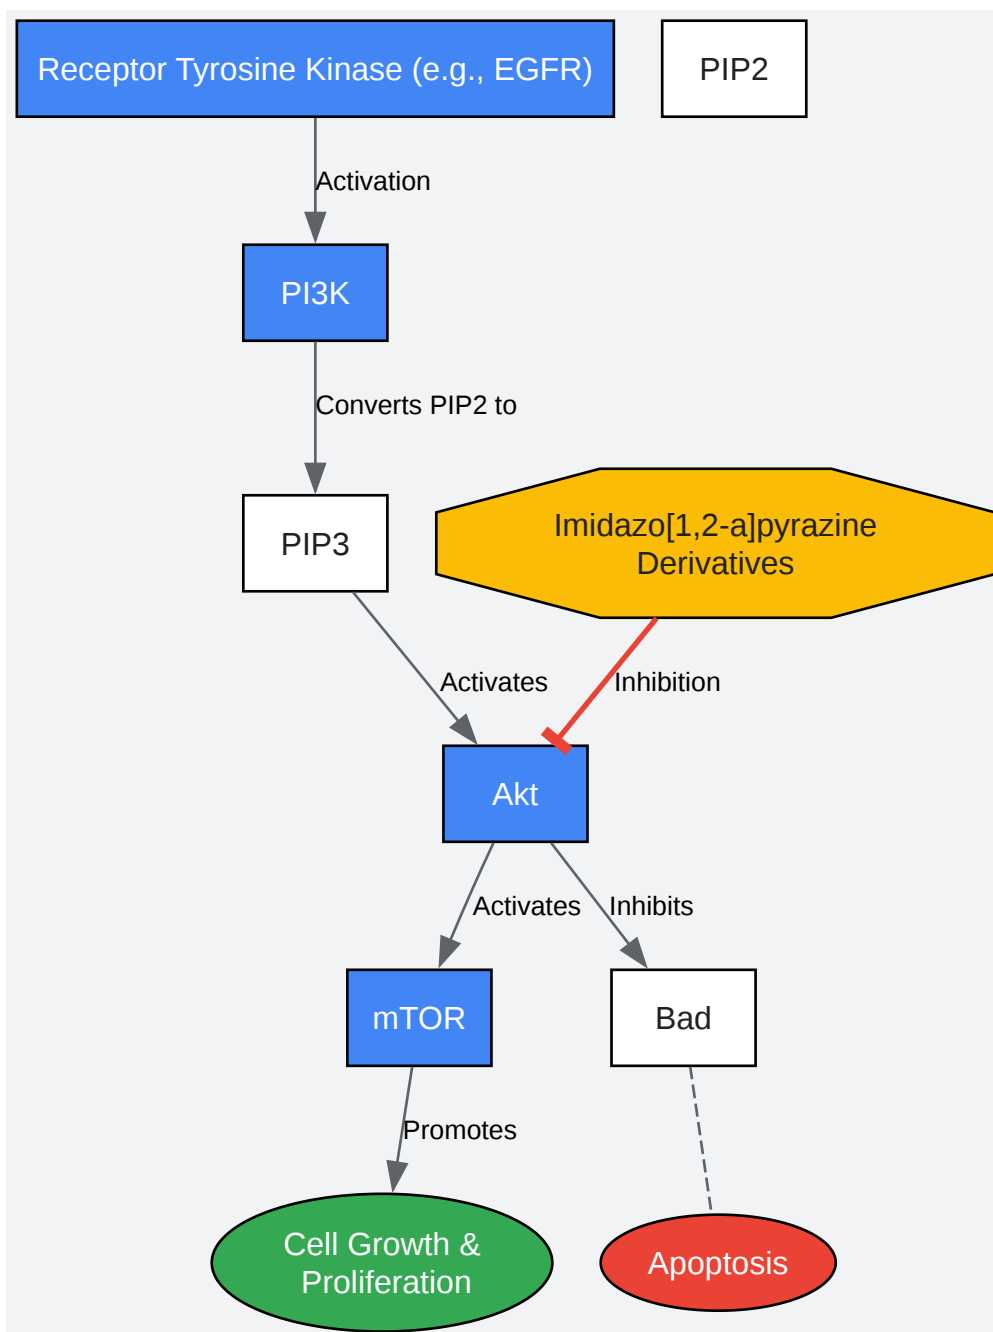 Receptor Tyrosine Kinase (e.g., EGFR)
PIP2
Activation
PI3K
Converts PIP2 to
PIP3
Imidazo[1,2-a]pyrazine
Derivatives
Activates
Inhibition
Akt
Activates
Inhibits
mTOR
Bad
Promotes
Cell Growth &
Proliferation
Apoptosis